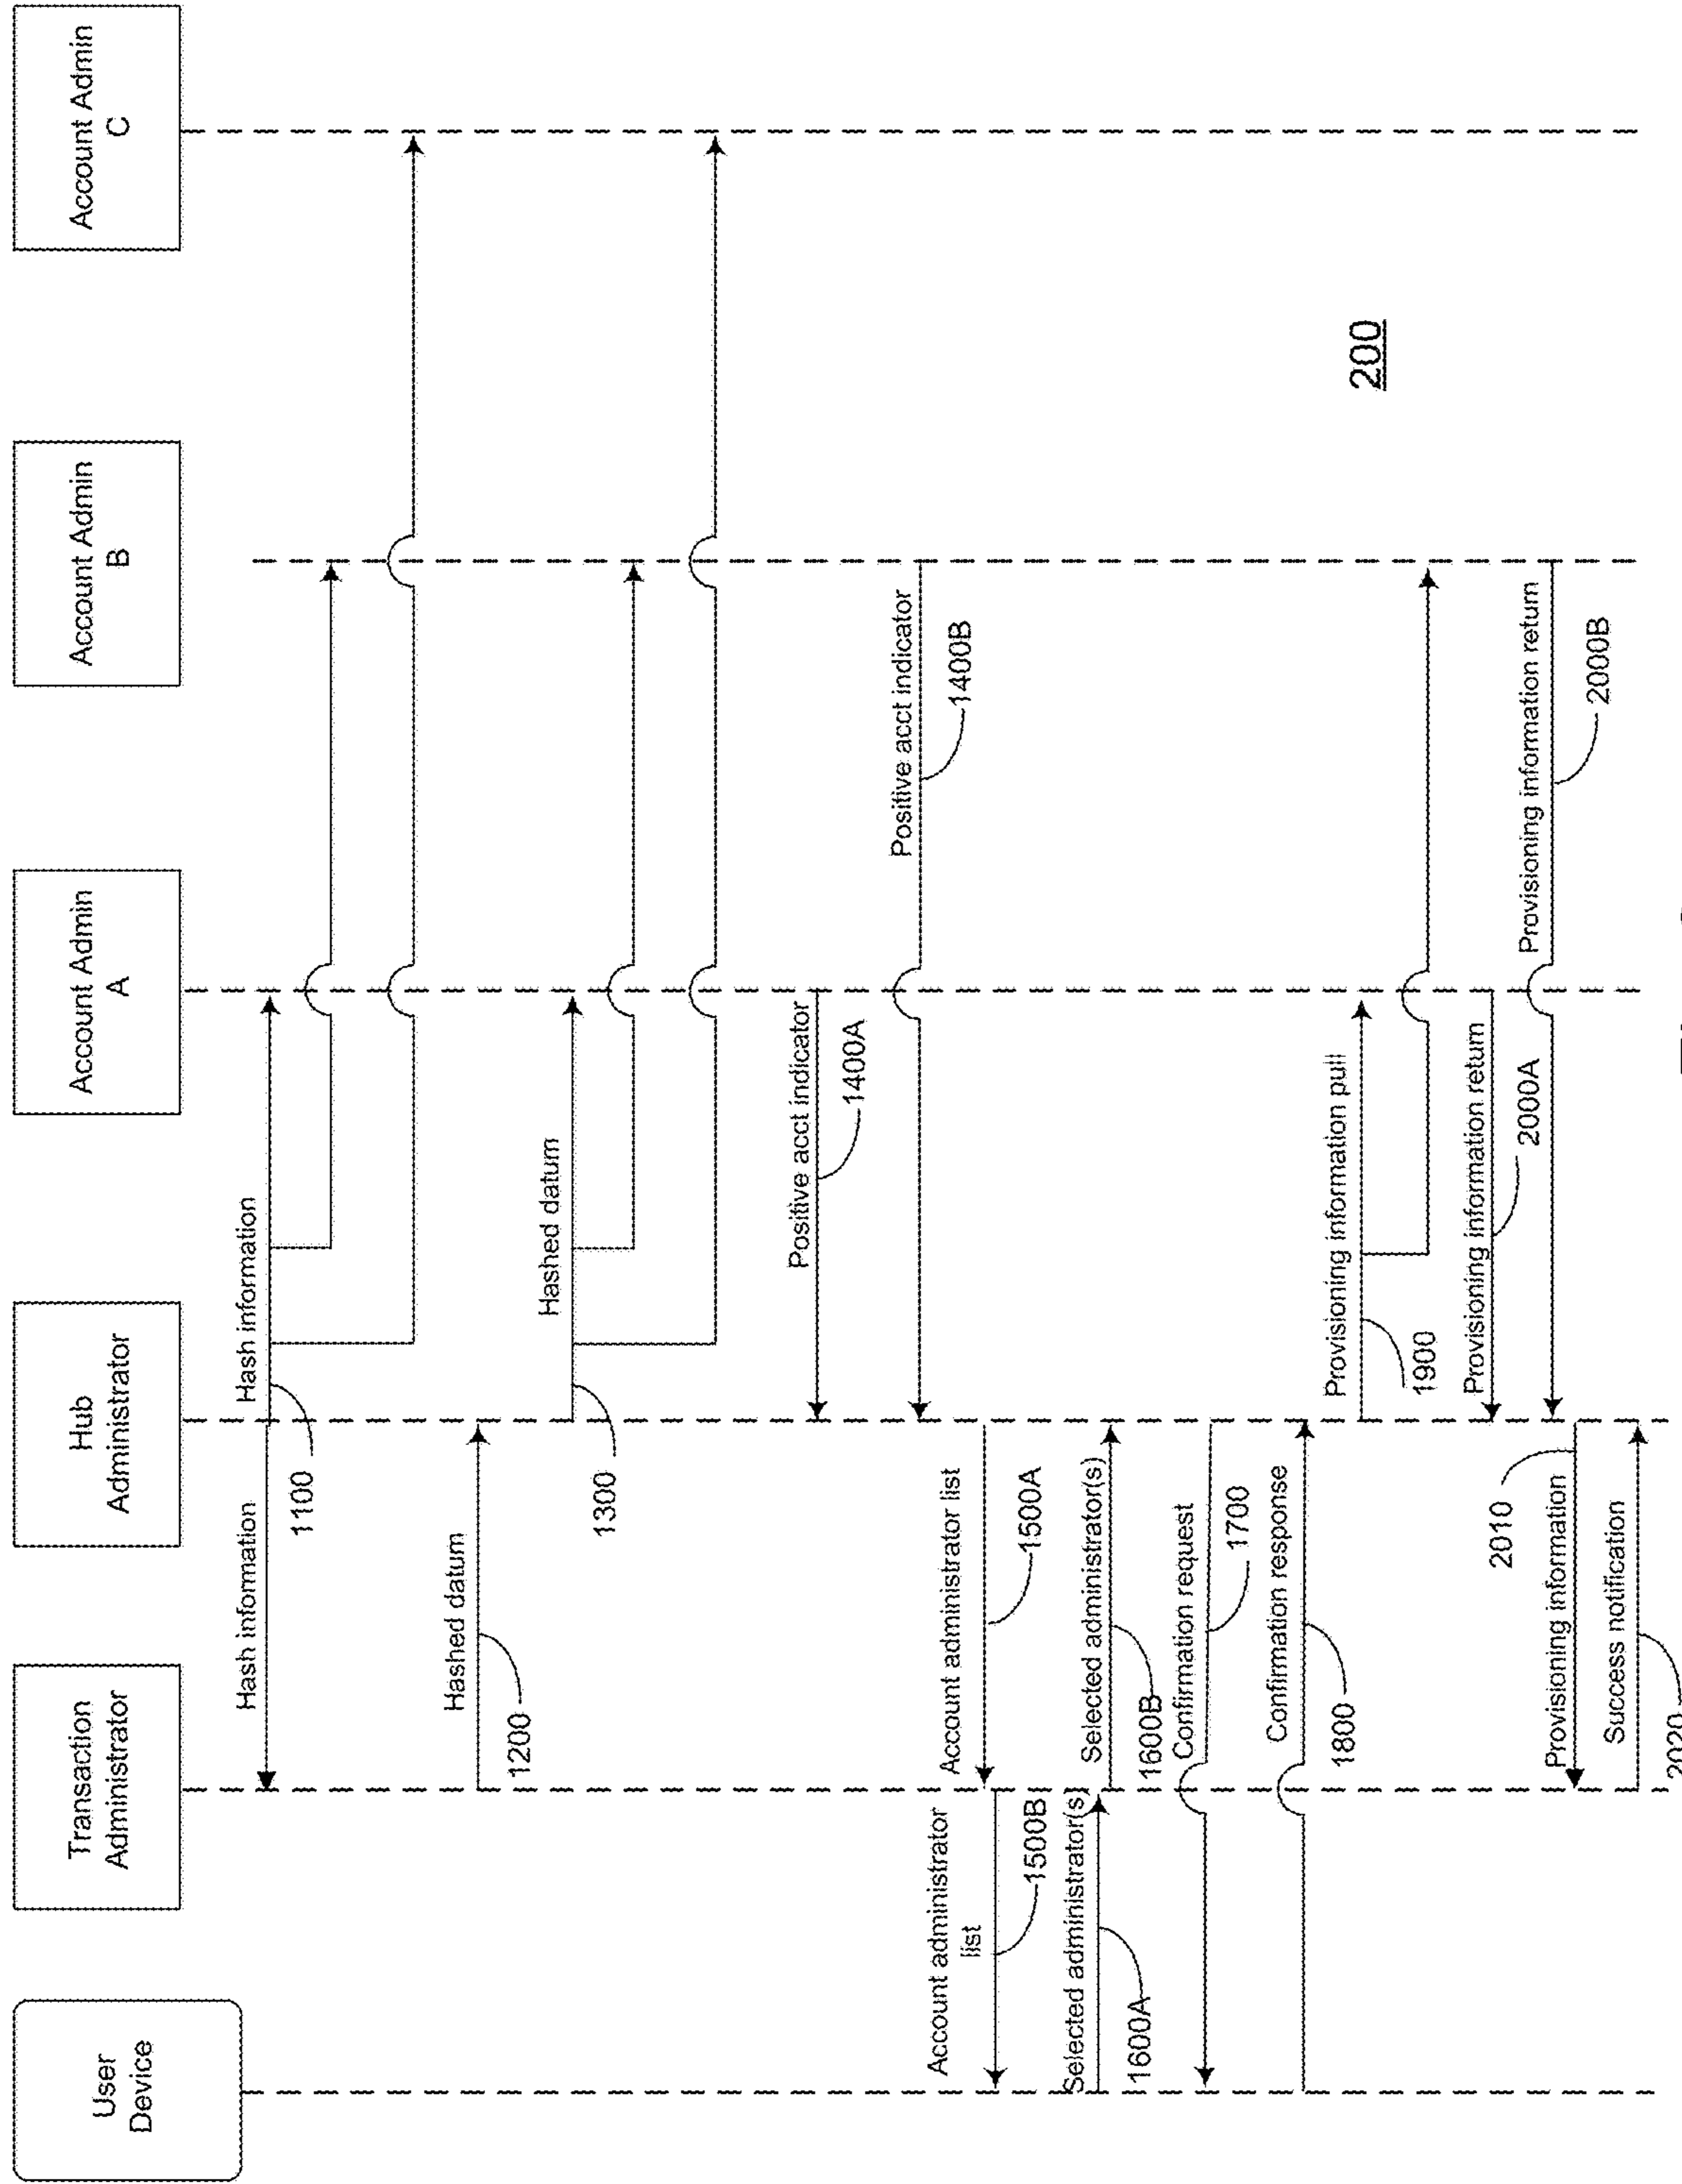 User
Device
Transaction
Administrator
Hub
Administrator
Account Admin
A
Account Admin
B
Account Admin
C
Hash information
Hash information
1100
Hashed datum
1200
Hashed datum
1300
Positive acct indicator
1400A
Positive acct indicator
1400B
Account administrator list
1500A
Account administrator
list
1500B
Selected administrator(s)
1600A
Selected administrator(s)
1600B
Confirmation request
1700
Confirmation response
1800
Provisioning information pull
1900
Provisioning information return
2000A
Provisioning information return
2000B
2010
Provisioning information
Success notification
2020
200